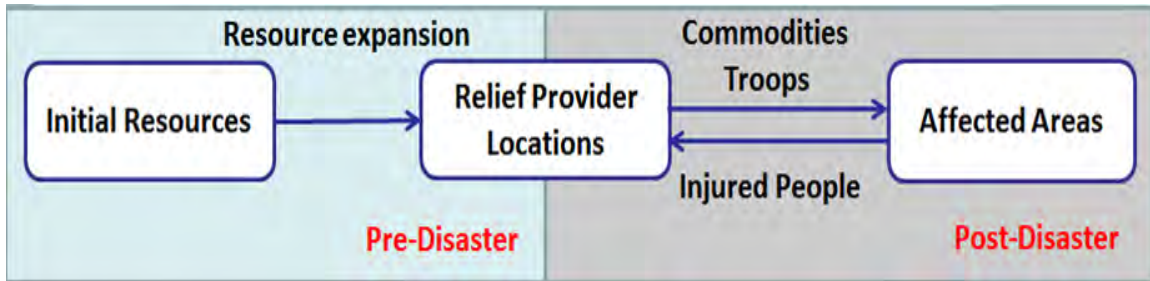 Resource expansion
Commodities
Troops
Initial Resources
Relief Provider
Locations
Affected Areas
Injured People
Pre-Disaster
Post-Disaster